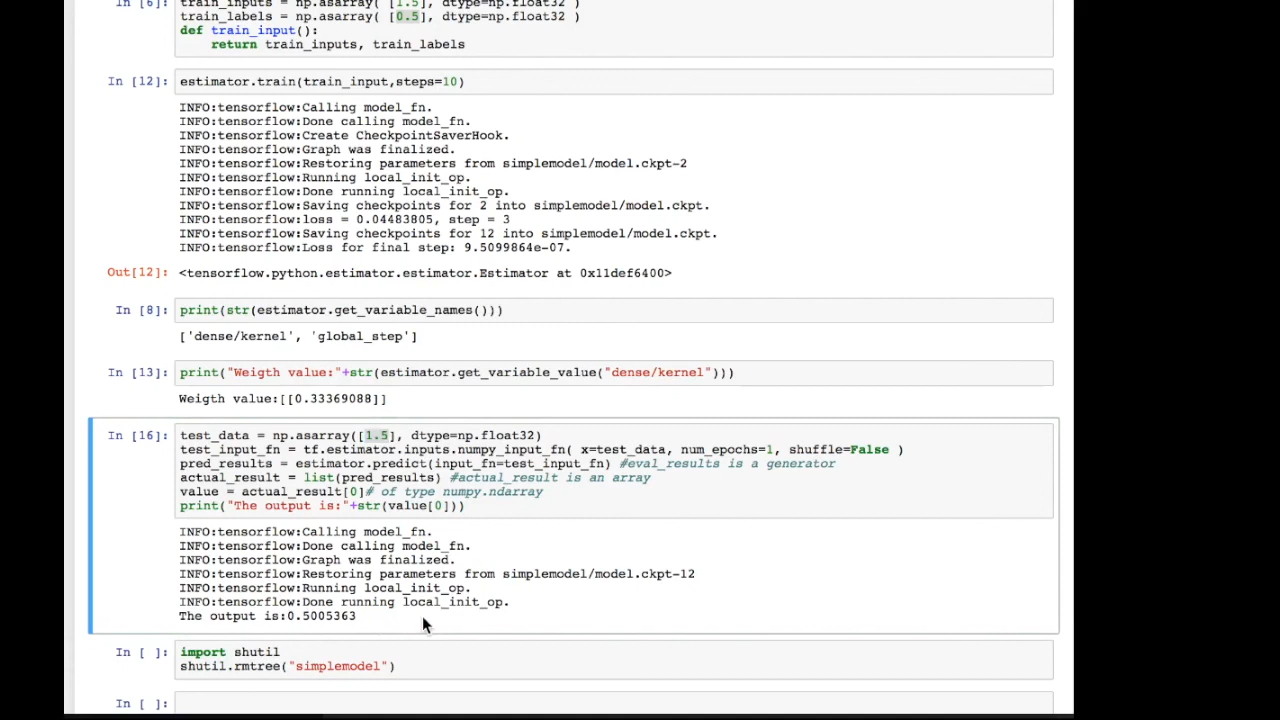 In [6]: train_inputs = np.asarray( [1.5], dtype=np.float32 )
train_labels = np.asarray( [0.5], dtype=np.float32 )
def train_input():
    return train_inputs, train_labels
In [12]: estimator.train(train_input,steps=10)
INFO:tensorflow:Calling model_fn.
INFO:tensorflow:Done calling model_fn.
INFO:tensorflow:Create CheckpointSaverHook.
INFO:tensorflow:Graph was finalized.
INFO:tensorflow:Restoring parameters from simplemodel/model.ckpt-2
INFO:tensorflow:Running local_init_op.
INFO:tensorflow:Done running local_init_op.
INFO:tensorflow:Saving checkpoints for 2 into simplemodel/model.ckpt.
INFO:tensorflow:loss = 0.04483805, step = 3
INFO:tensorflow:Saving checkpoints for 12 into simplemodel/model.ckpt.
INFO:tensorflow:Loss for final step: 9.5099864e-07.
Out[12]: <tensorflow.python.estimator.estimator.Estimator at 0x11def6400>
In [8]: print(str(estimator.get_variable_names()))
['dense/kernel', 'global_step']
In [13]: print("Weigth value:"+str(estimator.get_variable_value("dense/kernel")))
Weigth value:[[0.33369088]]
In [16]: test_data = np.asarray([1.5], dtype=np.float32)
test_input_fn = tf.estimator.inputs.numpy_input_fn( x=test_data, num_epochs=1, shuffle=False )
pred_results = estimator.predict(input_fn=test_input_fn) #eval_results is a generator
actual_result = list(pred_results) #actual_result is an array
value = actual_result[0]# of type numpy.ndarray
print("The output is:"+str(value[0]))
INFO:tensorflow:Calling model_fn.
INFO:tensorflow:Done calling model_fn.
INFO:tensorflow:Graph was finalized.
INFO:tensorflow:Restoring parameters from simplemodel/model.ckpt-12
INFO:tensorflow:Running local_init_op.
INFO:tensorflow:Done running local_init_op.
The output is:0.5005363
In [ ]: import shutil
shutil.rmtree("simplemodel")
In [ ]: